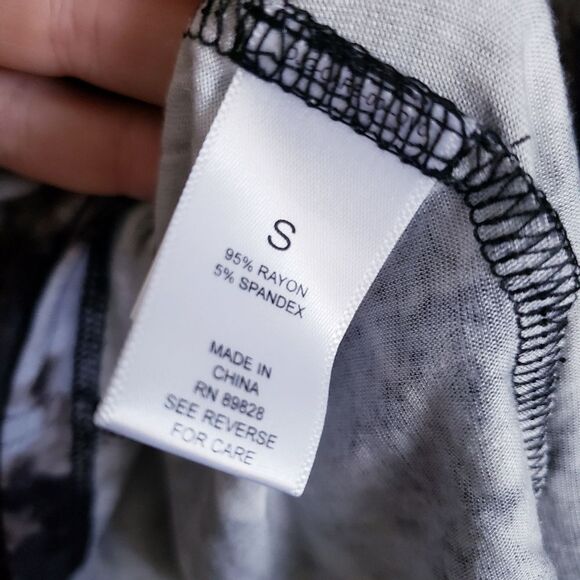 S
95% RAYON
5% SPANDEX
MADE IN
CHINA
RN 89828
SEE REVERSE
FOR CARE